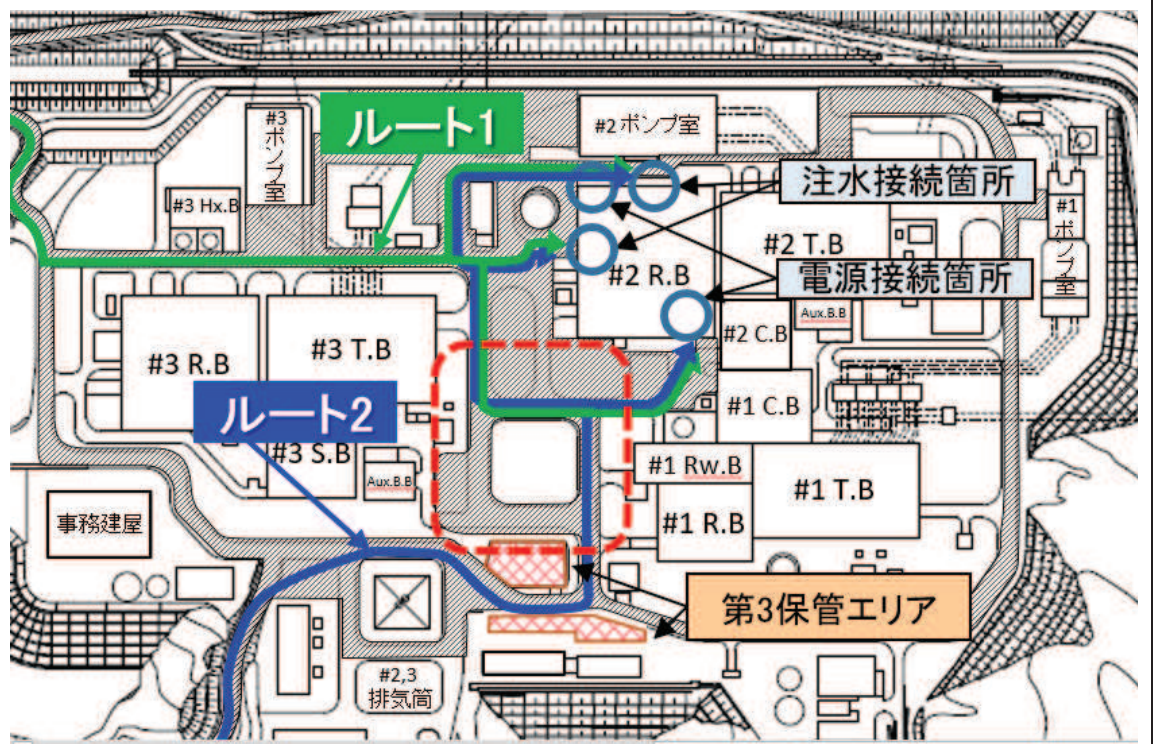 #3
ポンプ室
ルート1
#2 ポンプ室
注水接続箇所
#3 Hx.B
#1
ポンプ室
#2 T.B
#2 R.B
電源接続箇所
Aux.B.B
#2 C.B
#3 R.B
#3 T.B
ルート2
#1 C.B
#3 S.B
Aux.B.B
#1 Rw.B
#1 T.B
#1 R.B
事務建屋
第3保管エリア
#2,3
排気筒